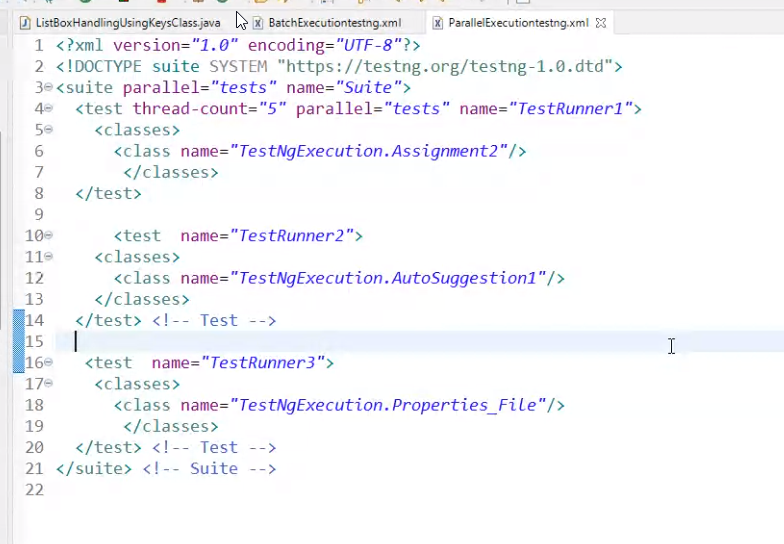 ListBoxHandlingUsingKeysClass.java BatchExecutiontestng.xml ParallelExecutiontestng.xml
1 <?xml version="1.0" encoding="UTF-8"?>
2 <!DOCTYPE suite SYSTEM "https://testng.org/testng-1.0.dtd">
3 <suite parallel="tests" name="Suite">
4 <test thread-count="5" parallel="tests" name="TestRunner1">
5 <classes>
6 <class name="TestNgExecution.Assignment2"/>
7 </classes>
8 </test>
9
10 <test name="TestRunner2">
11 <classes>
12 <class name="TestNgExecution.AutoSuggestion1"/>
13 </classes>
14 </test> <!-- Test -->
15
16 <test name="TestRunner3">
17 <classes>
18 <class name="TestNgExecution.Properties_File"/>
19 </classes>
20 </test> <!-- Test -->
21 </suite> <!-- Suite -->
22